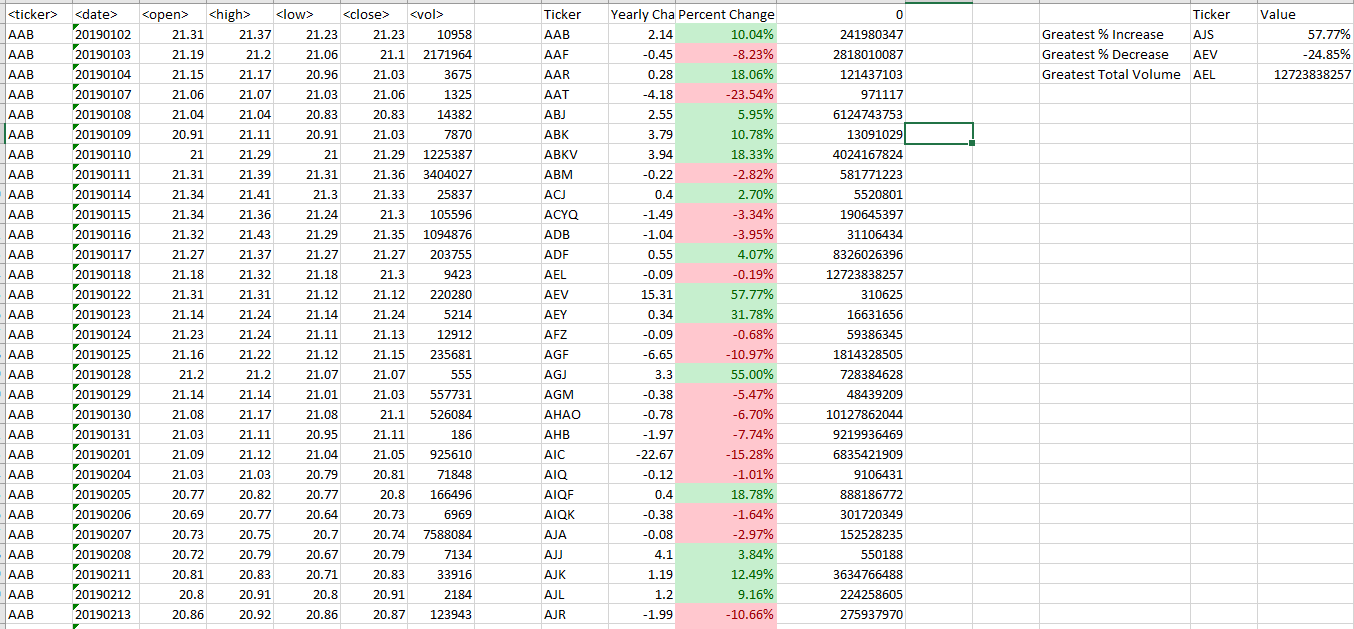 <ticker> <date> <open> <high> <low> <close> <vol> Ticker Yearly Cha Percent Change 0 Ticker Value
AAB 20190102 21.31 21.37 21.23 21.23 10958 AAB 2.14 10.04% 241980347 Greatest % Increase AJS 57.77%
AAB 20190103 21.19 21.2 21.06 21.1 2171964 AAF -0.45 -8.23% 2818010087 Greatest % Decrease AEV -24.85%
AAB 20190104 21.15 21.17 20.96 21.03 3675 AAR 0.28 18.06% 121437103 Greatest Total Volume AEL 12723838257
AAB 20190107 21.06 21.07 21.03 21.06 1325 AAT -4.18 -23.54% 971117
AAB 20190108 21.04 21.04 20.83 20.83 14382 ABJ 2.55 5.95% 6124743753
AAB 20190109 20.91 21.11 20.91 21.03 7870 ABK 3.79 10.78% 13091029
AAB 20190110 21 21.29 21 21.29 1225387 ABKV 3.94 18.33% 4024167824
AAB 20190111 21.31 21.39 21.31 21.36 3404027 ABM -0.22 -2.82% 581771223
AAB 20190114 21.34 21.41 21.3 21.33 25837 ACJ 0.4 2.70% 5520801
AAB 20190115 21.34 21.36 21.24 21.3 105596 ACYQ -1.49 -3.34% 190645397
AAB 20190116 21.32 21.43 21.29 21.35 1094876 ADB -1.04 -3.95% 31106434
AAB 20190117 21.27 21.37 21.27 21.27 203755 ADF 0.55 4.07% 8326026396
AAB 20190118 21.18 21.32 21.18 21.3 9423 AEL -0.09 -0.19% 12723838257
AAB 20190122 21.31 21.31 21.12 21.12 220280 AEV 15.31 57.77% 310625
AAB 20190123 21.14 21.24 21.14 21.24 5214 AEY 0.34 31.78% 16631656
AAB 20190124 21.23 21.24 21.11 21.13 12912 AFZ -0.09 -0.68% 59386345
AAB 20190125 21.16 21.22 21.12 21.15 235681 AGF -6.65 -10.97% 1814328505
AAB 20190128 21.2 21.2 21.07 21.07 555 AGJ 3.3 55.00% 728384628
AAB 20190129 21.14 21.14 21.01 21.03 557731 AGM -0.38 -5.47% 48439209
AAB 20190130 21.08 21.17 21.08 21.1 526084 AHAO -0.78 -6.70% 10127862044
AAB 20190131 21.03 21.11 20.95 21.11 186 AHB -1.97 -7.74% 9219936469
AAB 20190201 21.09 21.12 21.04 21.05 925610 AIC -22.67 -15.28% 6835421909
AAB 20190204 21.03 21.03 20.79 20.81 71848 AIQ -0.12 -1.01% 9106431
AAB 20190205 20.77 20.82 20.77 20.8 166496 AIQF 0.4 18.78% 888186772
AAB 20190206 20.69 20.77 20.64 20.73 6969 AIQK -0.38 -1.64% 301720349
AAB 20190207 20.73 20.75 20.7 20.74 7588084 AJA -0.08 -2.97% 152528235
AAB 20190208 20.72 20.79 20.67 20.79 7134 AJJ 4.1 3.84% 550188
AAB 20190211 20.81 20.83 20.71 20.83 33916 AJK 1.19 12.49% 3634766488
AAB 20190212 20.8 20.91 20.8 20.91 2184 AJL 1.2 9.16% 224258605
AAB 20190213 20.86 20.92 20.86 20.87 123943 AJR -1.99 -10.66% 275937970